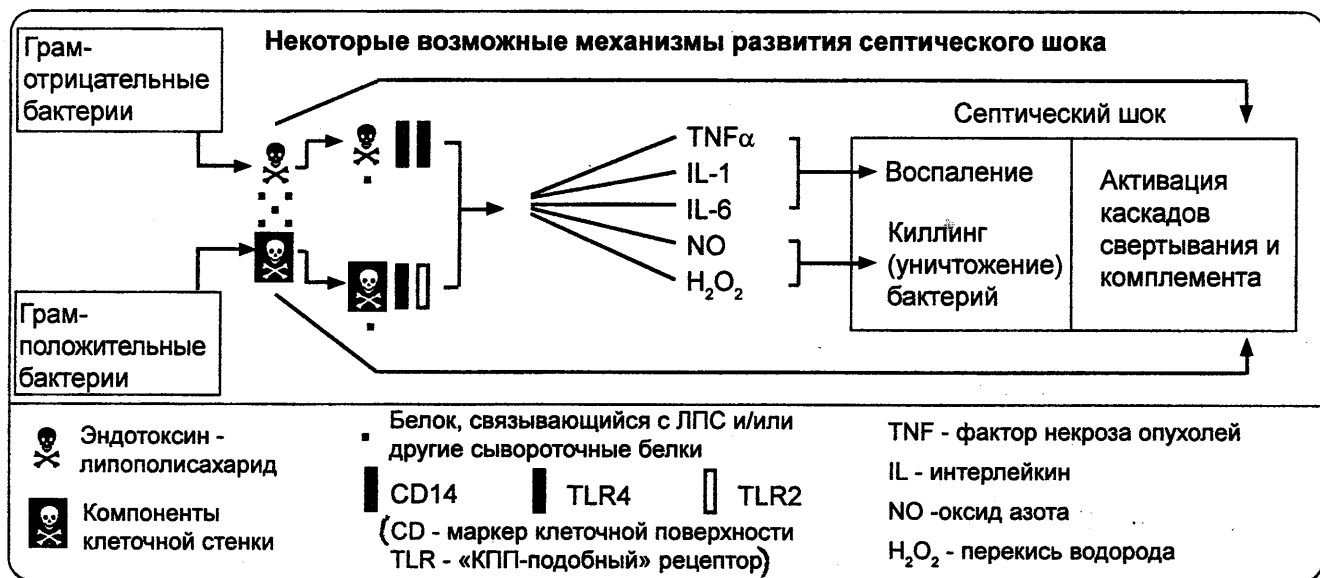 Некоторые возможные механизмы развития септического шока
Грам-
отрицательные
бактерии
Грам-
положительные
бактерии
TNFα
IL-1
IL-6
NO
H₂O₂
Септический шок
Воспаление
Киллинг
(уничтожение)
бактерий
Активация
каскадов
свертывания и
комплемента
Эндотоксин -
липополисахарид
Компоненты
клеточной стенки
Белок, связывающийся с ЛПС и/или
другие сывороточные белки
CD14 TLR4 TLR2
(CD - маркер клеточной поверхности
TLR - «КПП-подобный» рецептор)
TNF - фактор некроза опухолей
IL - интерлейкин
NO -оксид азота
H₂O₂ - перекись водорода